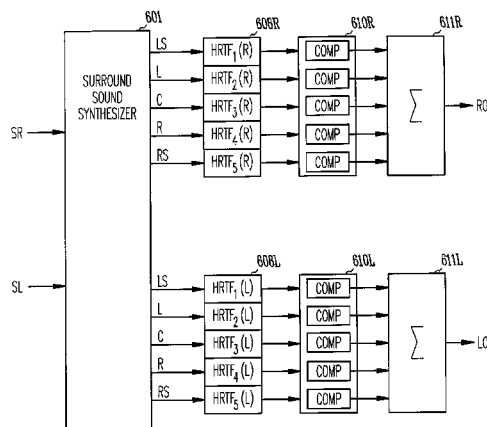 601
606R
610R
611R
LS
HRTF1(R)
COMP
L
HRTF2(R)
COMP
SURROUND
SOUND
SYNTHESIZER
C
HRTF3(R)
COMP
Σ
RO
SR
R
HRTF4(R)
COMP
RS
HRTF5(R)
COMP
606L
610L
611L
SL
LS
HRTF1(L)
COMP
L
HRTF2(L)
COMP
C
HRTF3(L)
COMP
Σ
LO
R
HRTF4(L)
COMP
RS
HRTF5(L)
COMP